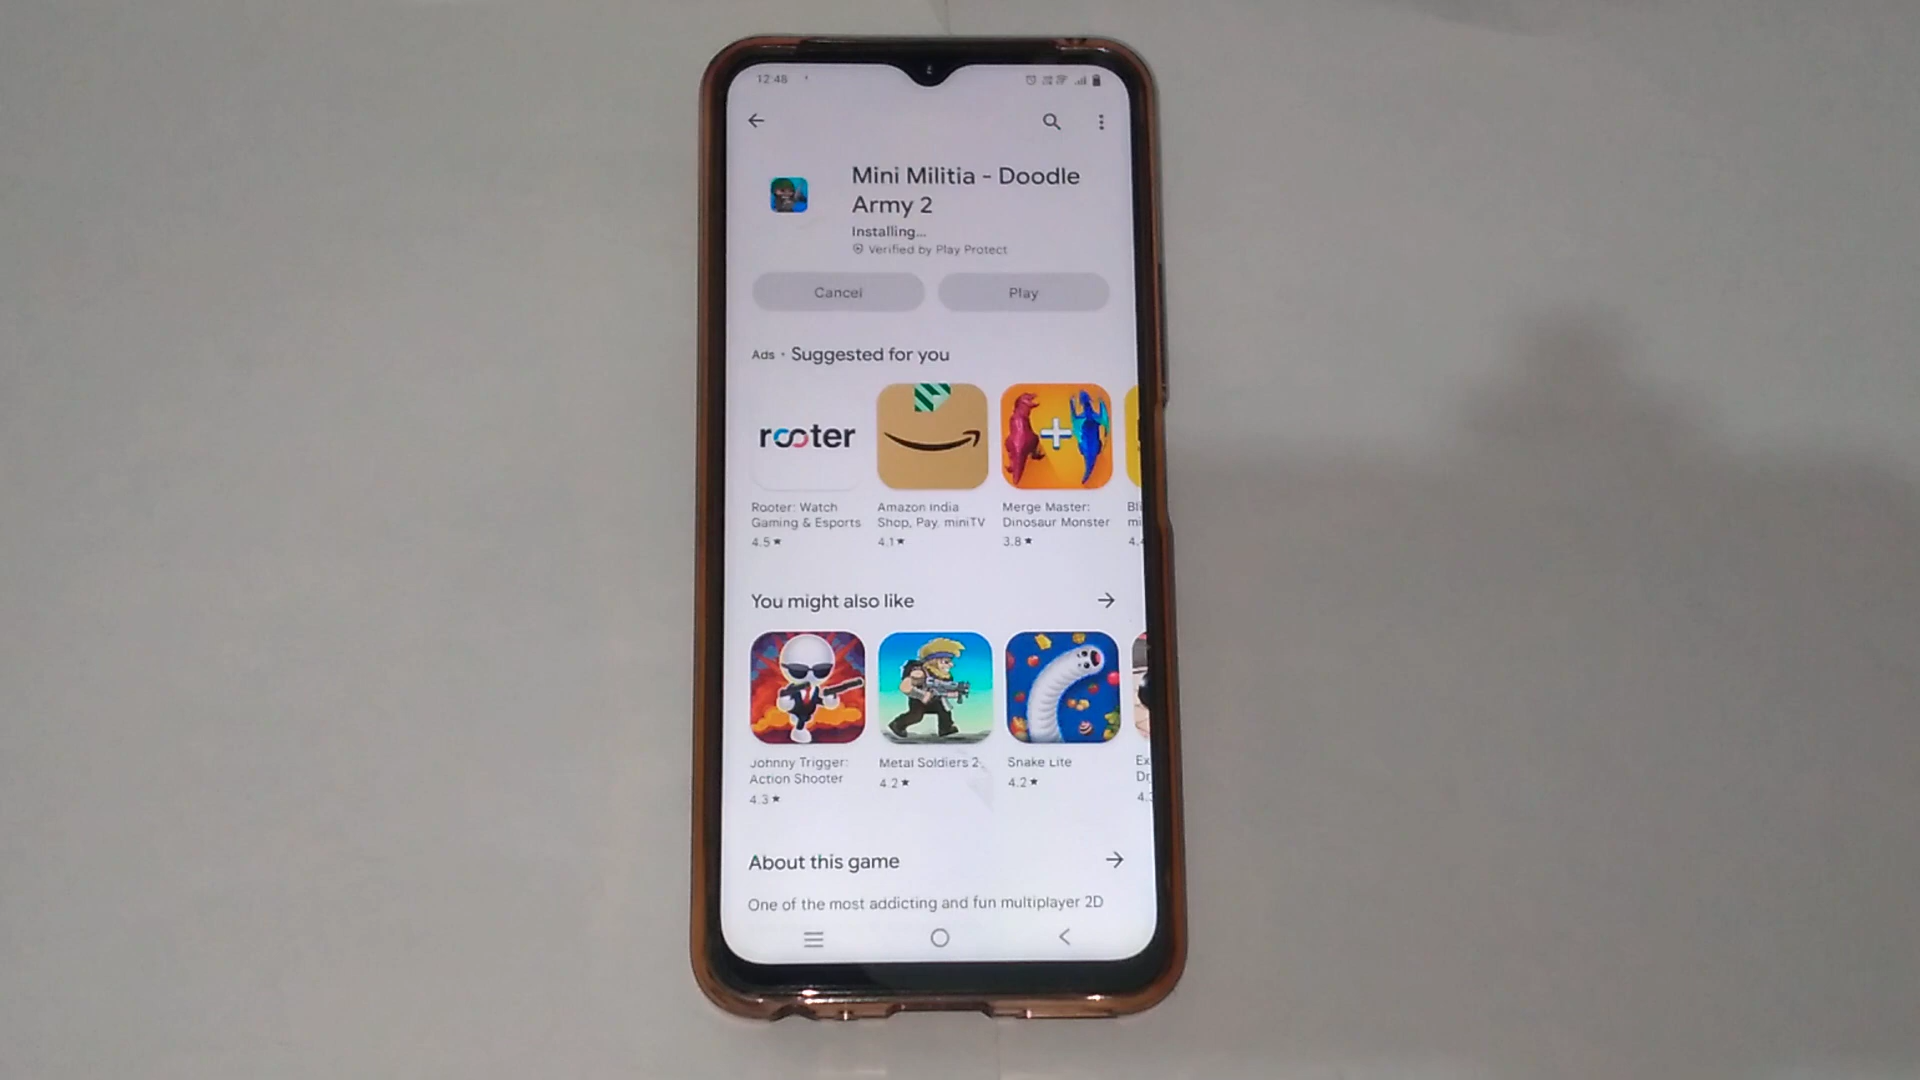 12:48
Mini Militia - Doodle
Army 2
Installing...
Verified by Play Protect
Cancel
Play
Ads • Suggested for you
rooter
Rooter: Watch
Gaming & Esports
4.5★
Amazon India
Shop, Pay, miniTV
4.1★
Merge Master:
Dinosaur Monster
3.8★
You might also like
Johnny Trigger:
Action Shooter
4.3★
Metal Soldiers 2
4.2★
Snake Lite
4.2★
Ex
Dr
About this game
One of the most addicting and fun multiplayer 2D